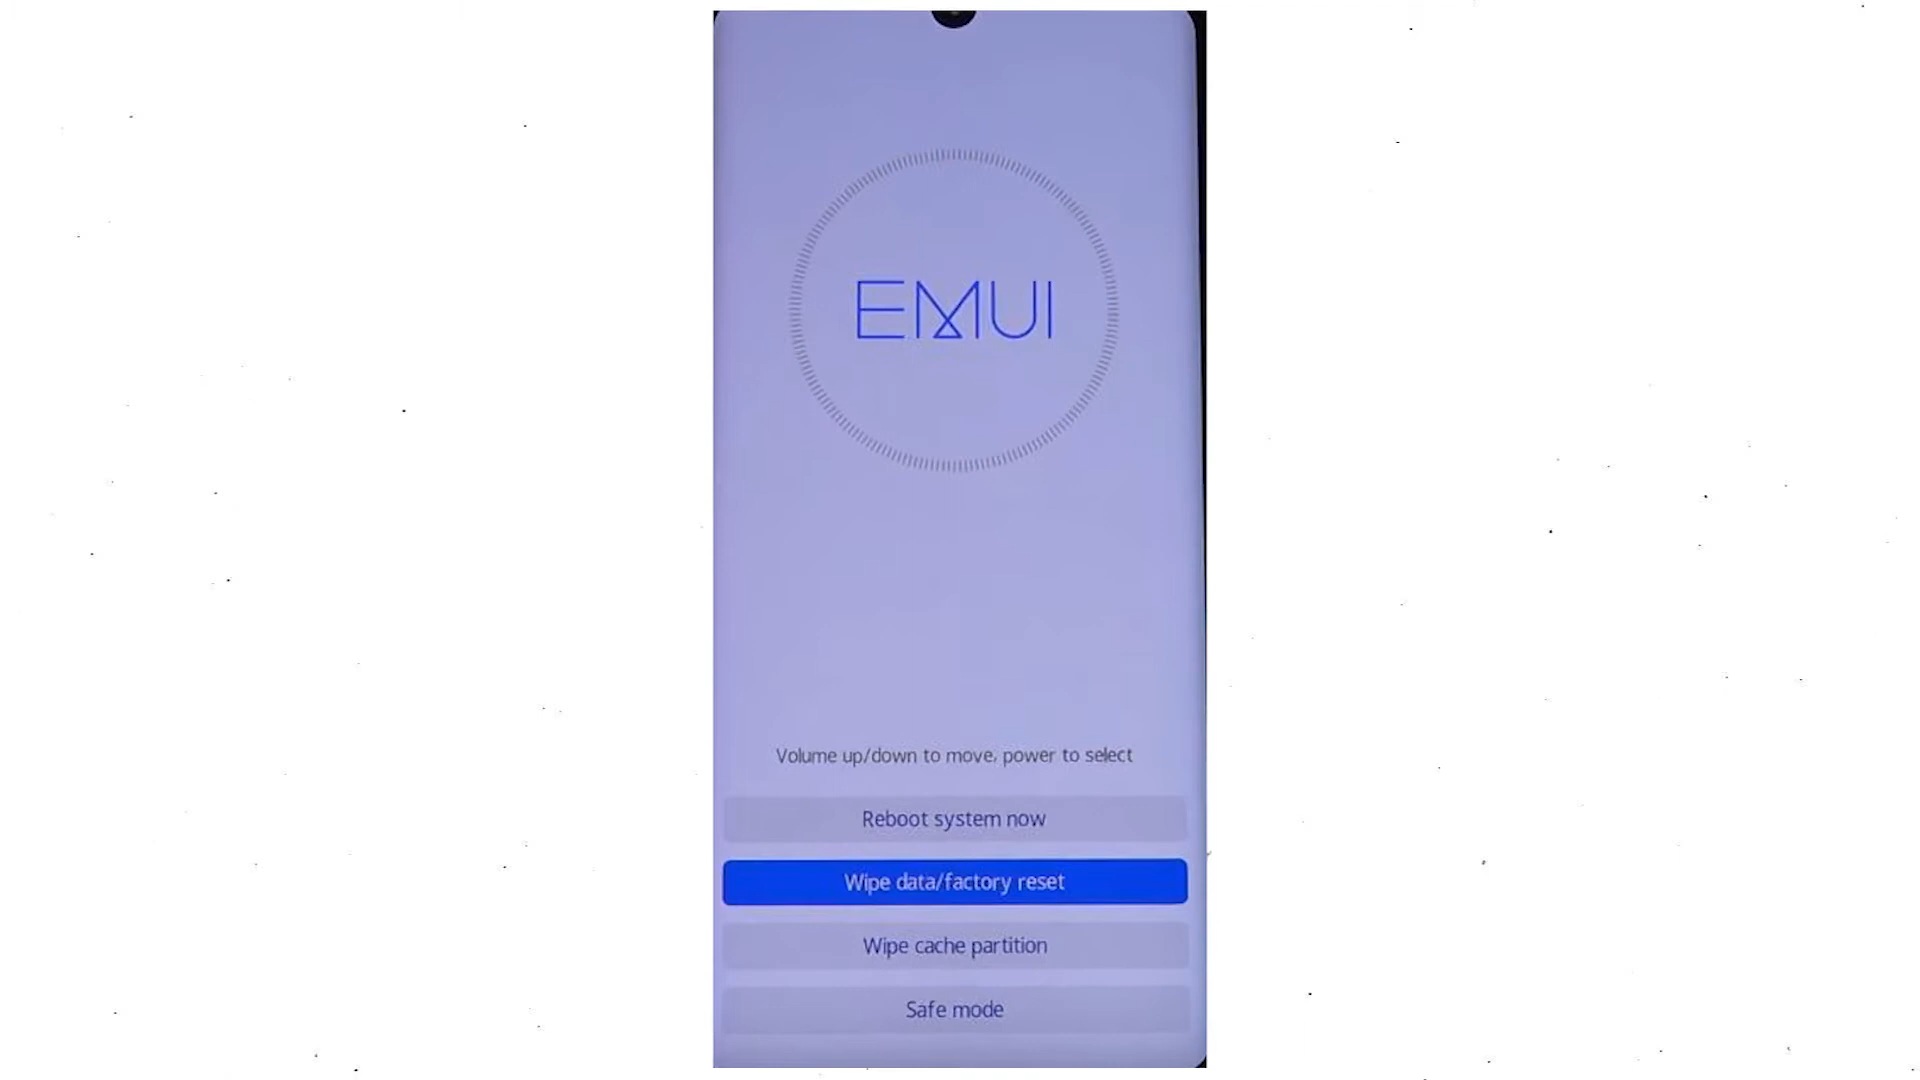 EMUI
Volume up/down to move, power to select
Reboot system now
Wipe data/factory reset
Wipe cache partition
Safe mode